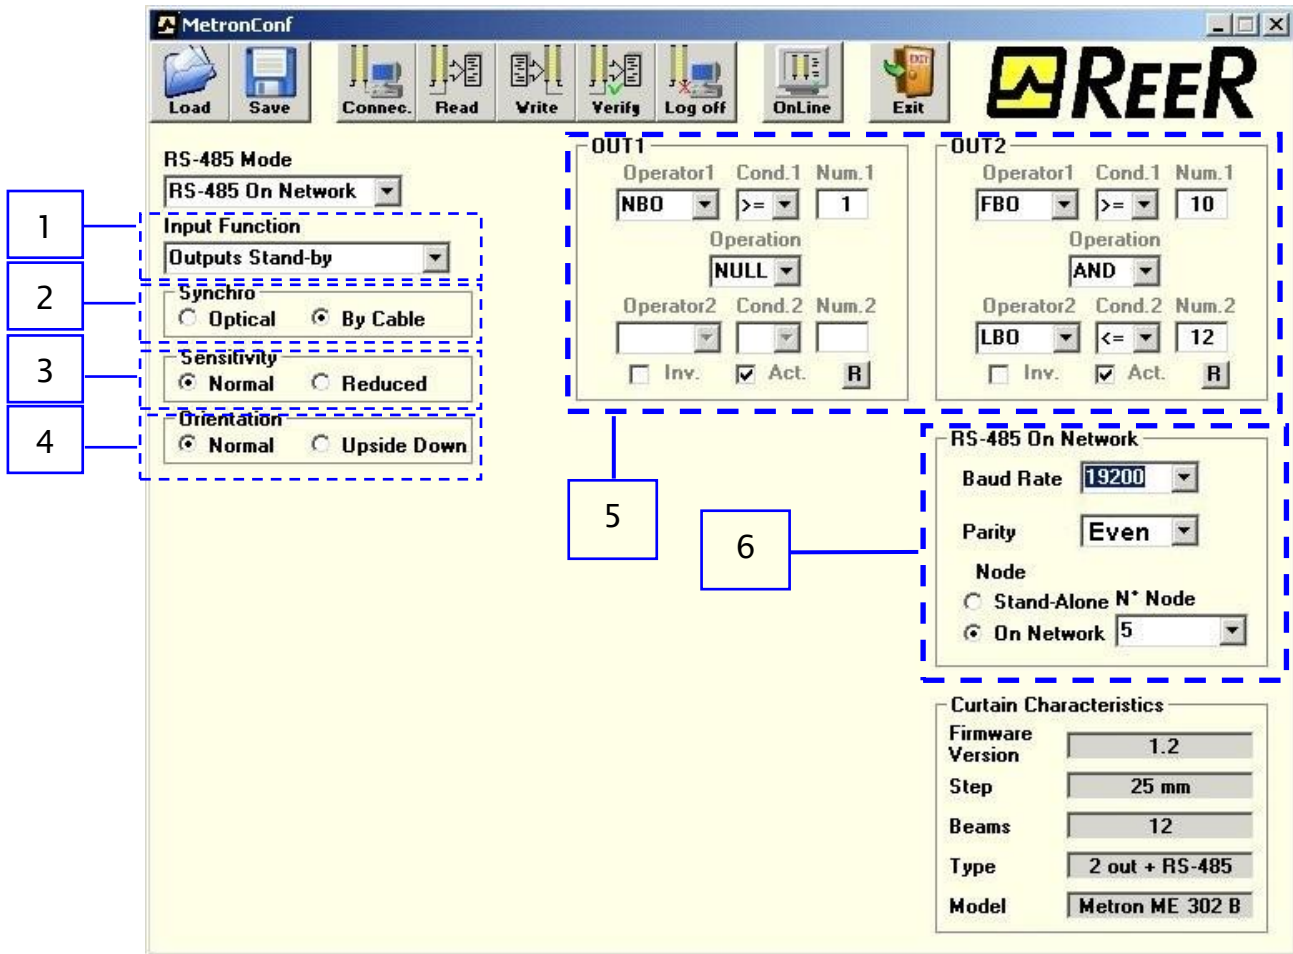 MetronConf
Load Save Connec. Read Write Verify Log off OnLine Exit
REER
RS-485 Mode
RS-485 On Network
1
Input Function
Outputs Stand-by
2
Synchro
Optical By Cable
3
Sensitivity
Normal Reduced
4
Orientation
Normal Upside Down
OUT1
Operator1 Cond.1 Num.1
NBO >= 1
Operation
NULL
Operator2 Cond.2 Num.2
Inv. Act. R
OUT2
Operator1 Cond.1 Num.1
FBO >= 10
Operation
AND
Operator2 Cond.2 Num.2
LBO <= 12
Inv. Act. R
5
6
RS-485 On Network
Baud Rate 19200
Parity Even
Node
Stand-Alone N° Node
On Network 5
Curtain Characteristics
Firmware
Version 1.2
Step 25 mm
Beams 12
Type 2 out + RS-485
Model Metron ME 302 B